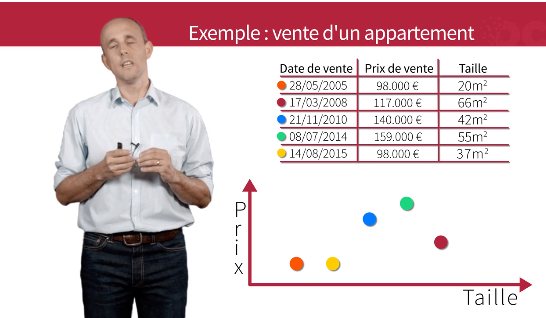 Exemple : vente d'un appartement
Date de vente Prix de vente Taille
28/05/2005 98.000 € 20m²
17/03/2008 117.000 € 66m²
21/11/2010 140.000 € 42m²
08/07/2014 159.000 € 55m²
14/08/2015 98.000 € 37m²
Prix
Taille